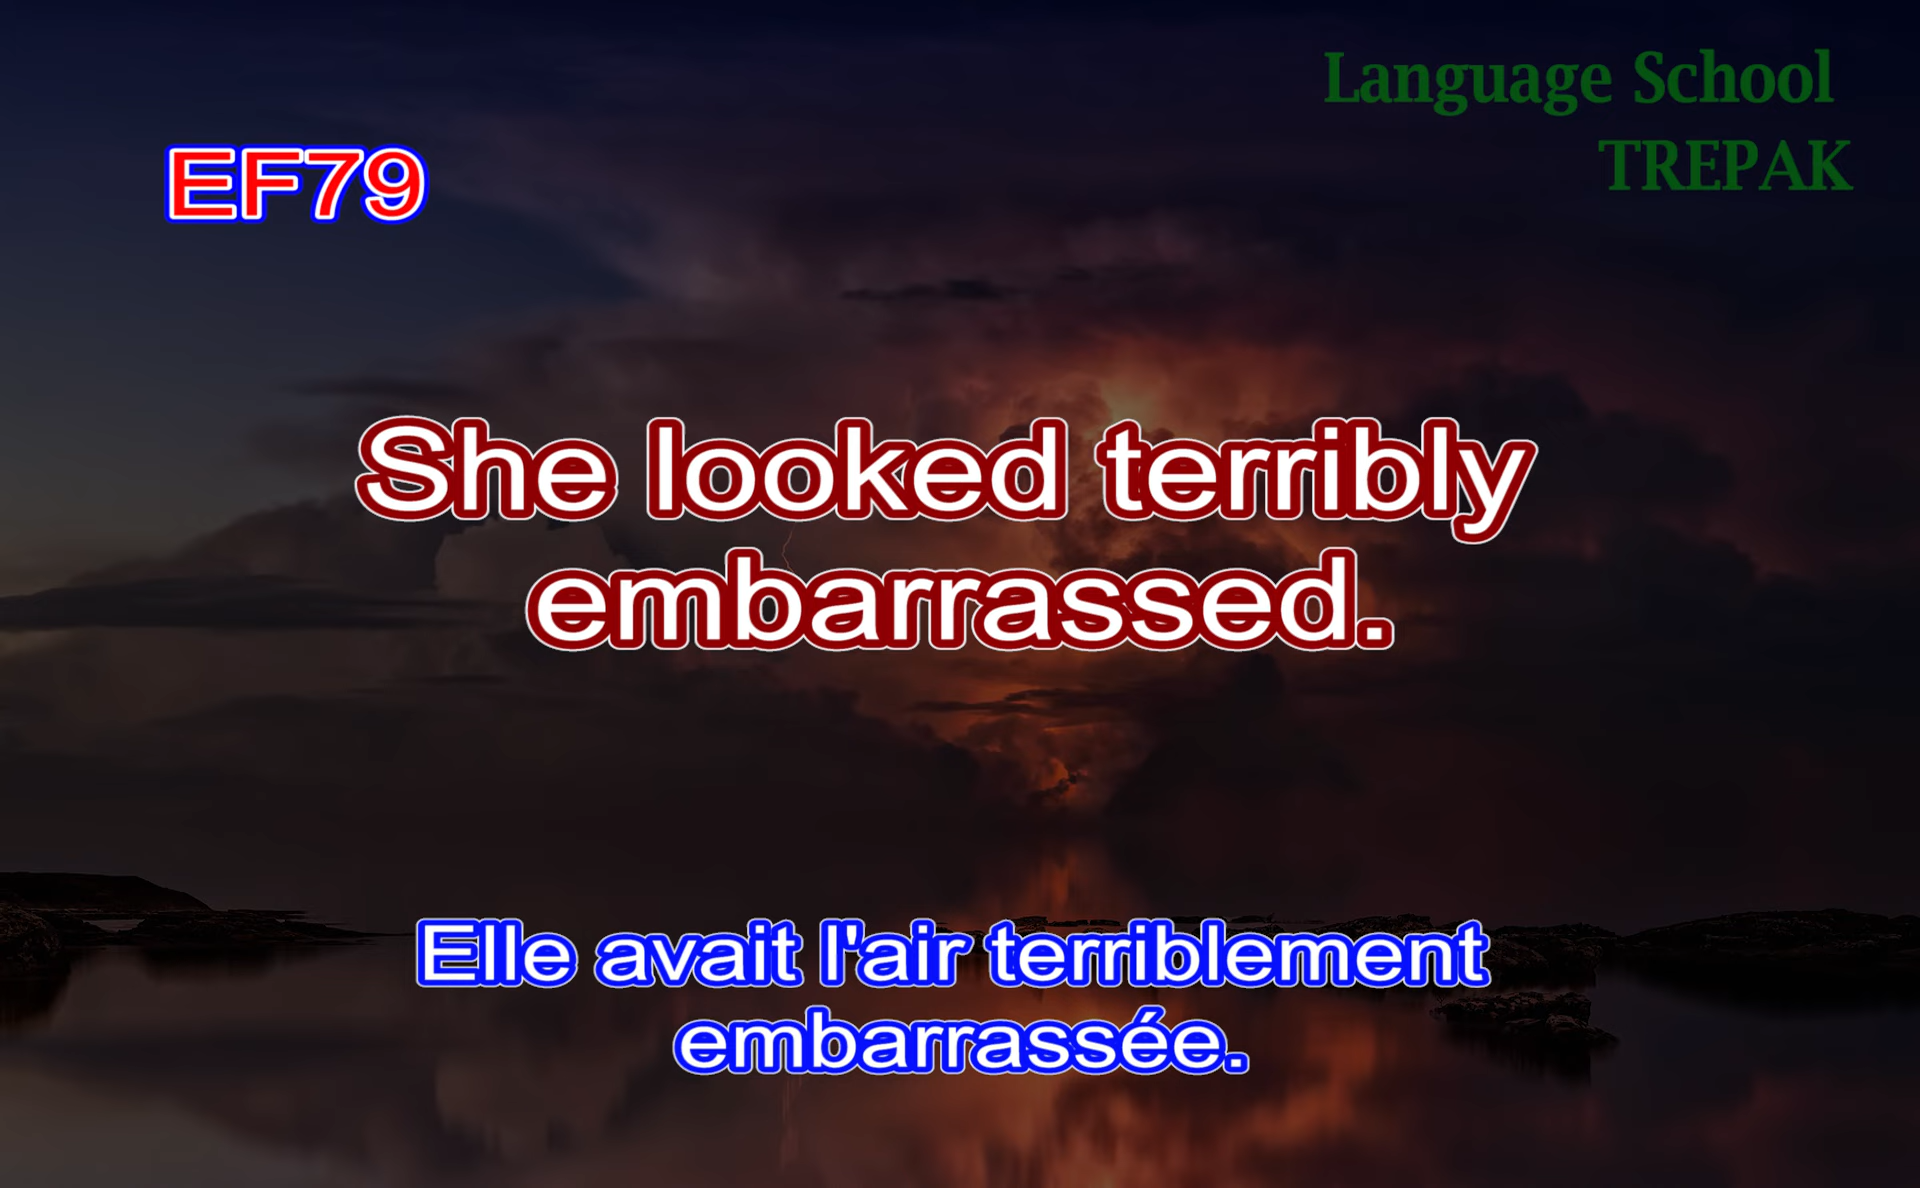 Language School
TREPAK
EF79
She looked terribly
embarrassed.
Elle avait l'air terriblement
embarrassée.